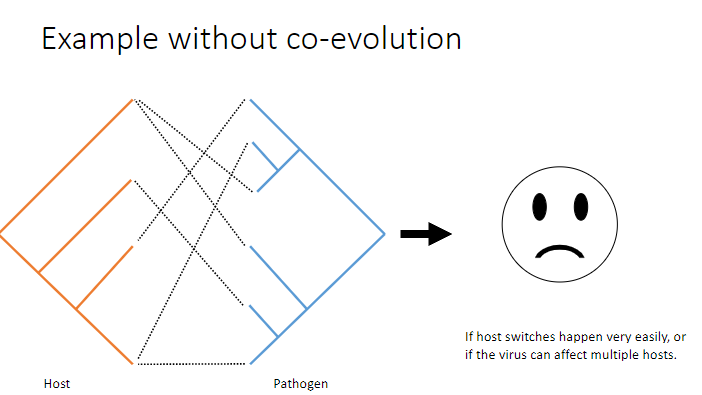 Example without co-evolution
If host switches happen very easily, or
if the virus can affect multiple hosts.
Host
Pathogen